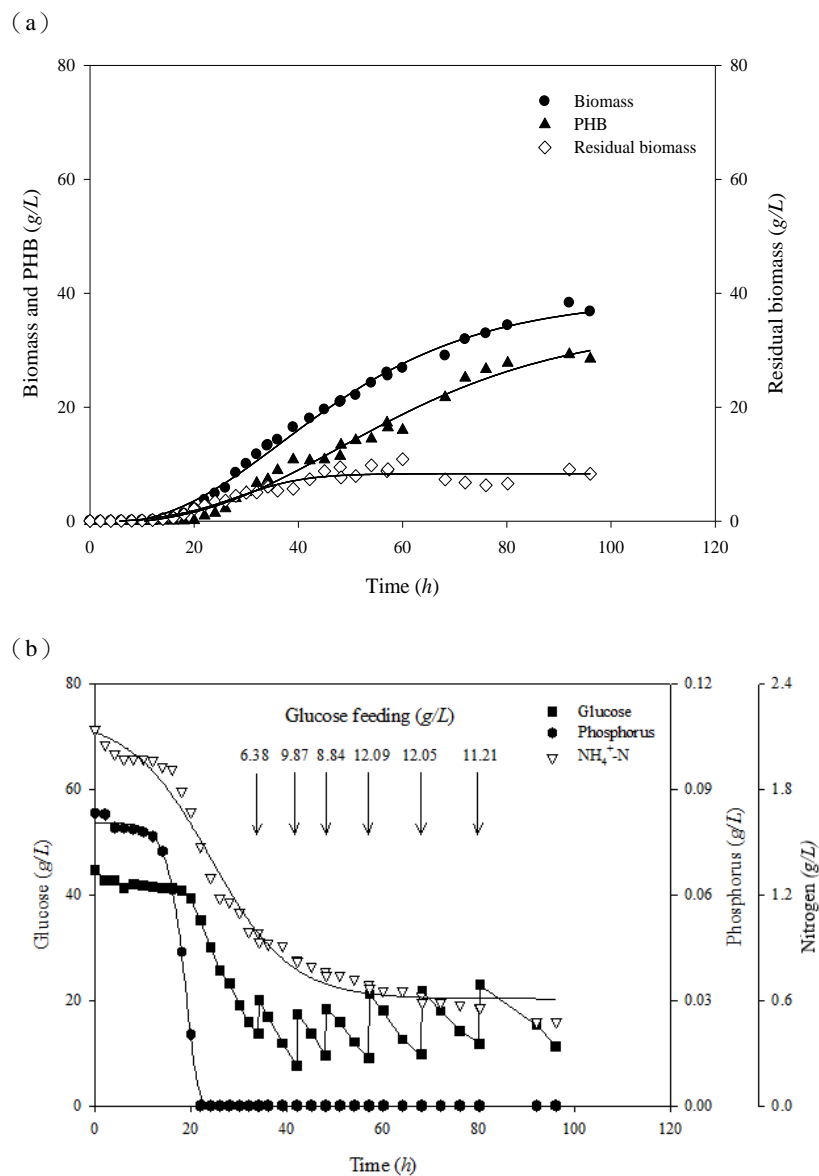 (a)
80
60
40
20
0
Biomass and PHB (g/L)
Biomass
PHB
Residual biomass
80
60
40
20
0
Residual biomass (g/L)
0 20 40 60 80 100 120
Time (h)
(b)
80
60
40
20
0
Glucose (g/L)
Glucose feeding (g/L)
6.38 9.87 8.84 12.09 12.05 11.21
Glucose
Phosphorus
NH₄⁺-N
0.12
0.09
0.06
0.03
0.00
Phosphorus (g/L)
2.4
1.8
1.2
0.6
0.0
Nitrogen (g/L)
0 20 40 60 80 100 120
Time (h)